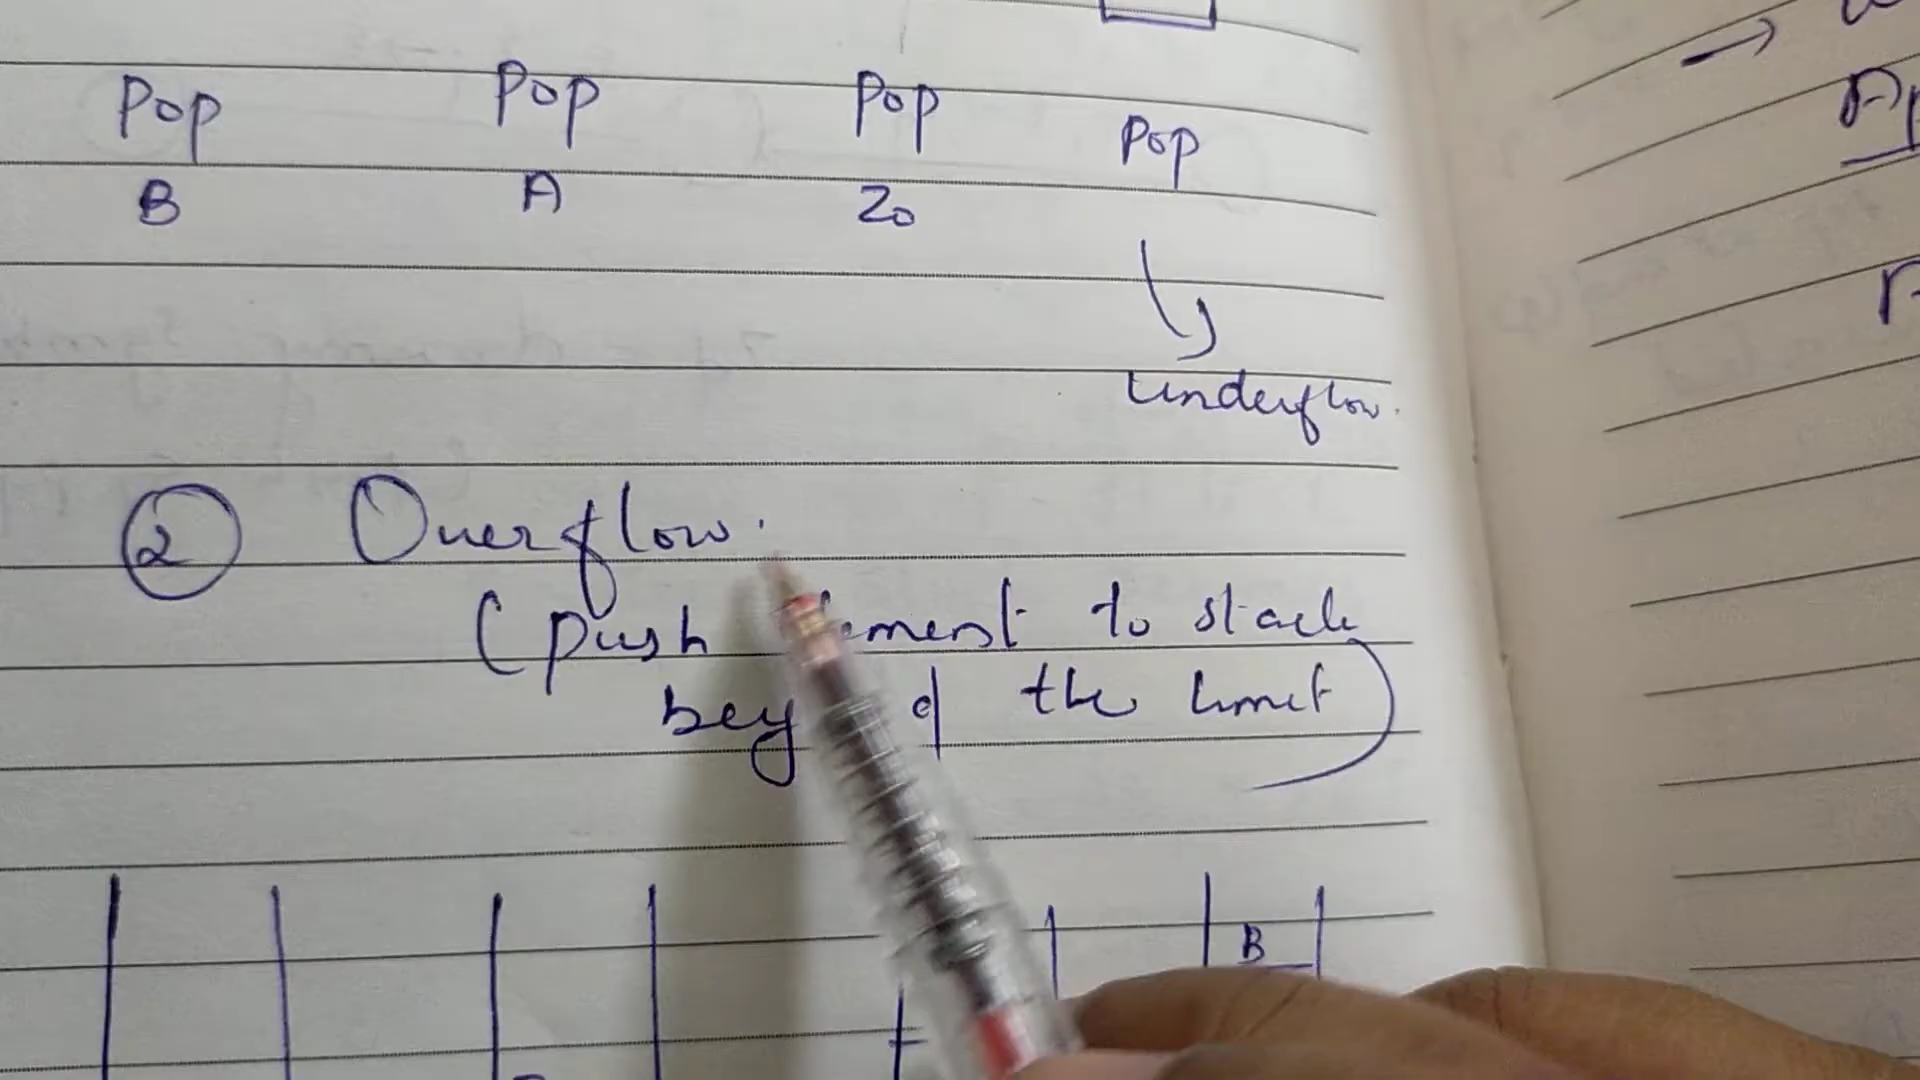 Pop Pop Pop Pop
B A Z0
Underflow.
2 Overflow.
(push element to stack
beyond the limit)
B